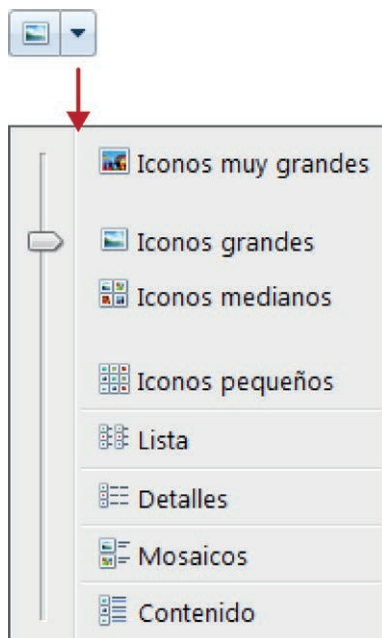 Iconos muy grandes
Iconos grandes
Iconos medianos
Iconos pequeños
Lista
Detalles
Mosaicos
Contenido